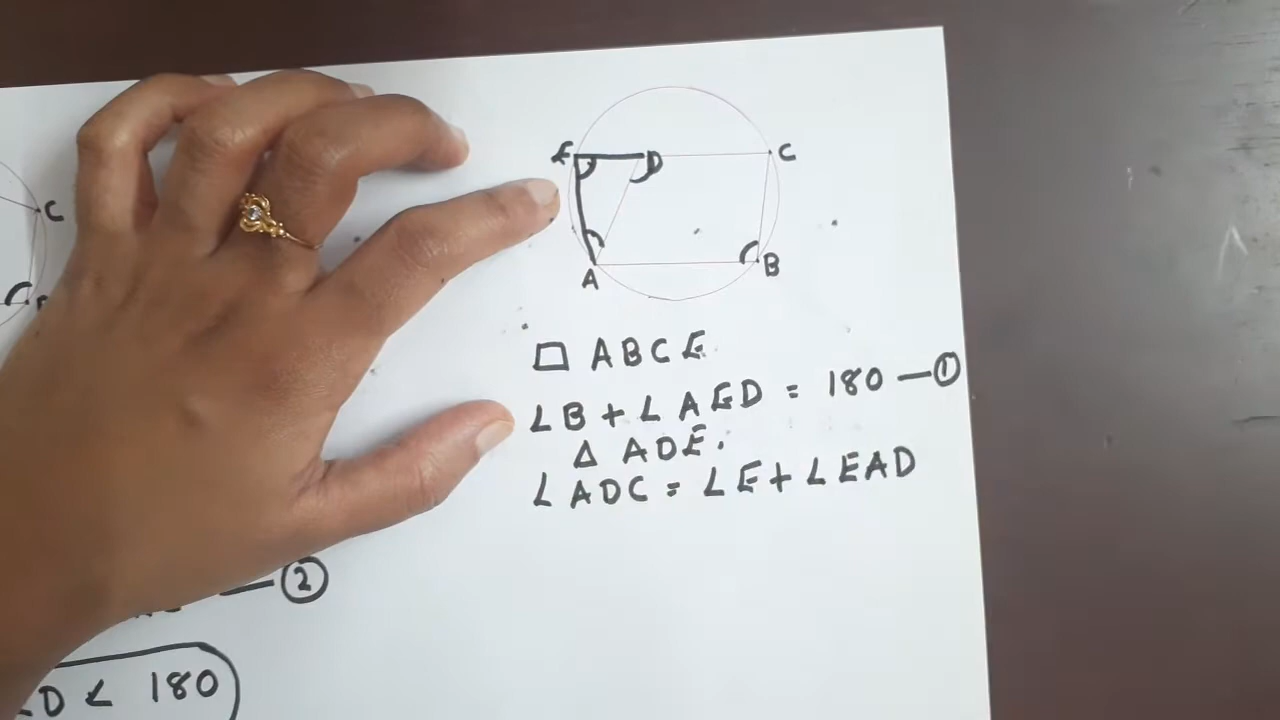 C
E D C
A B
□ ABCE
∠B + ∠AED = 180 —①
△ ADE.
∠ADC = ∠E + ∠EAD
— ②
D < 180